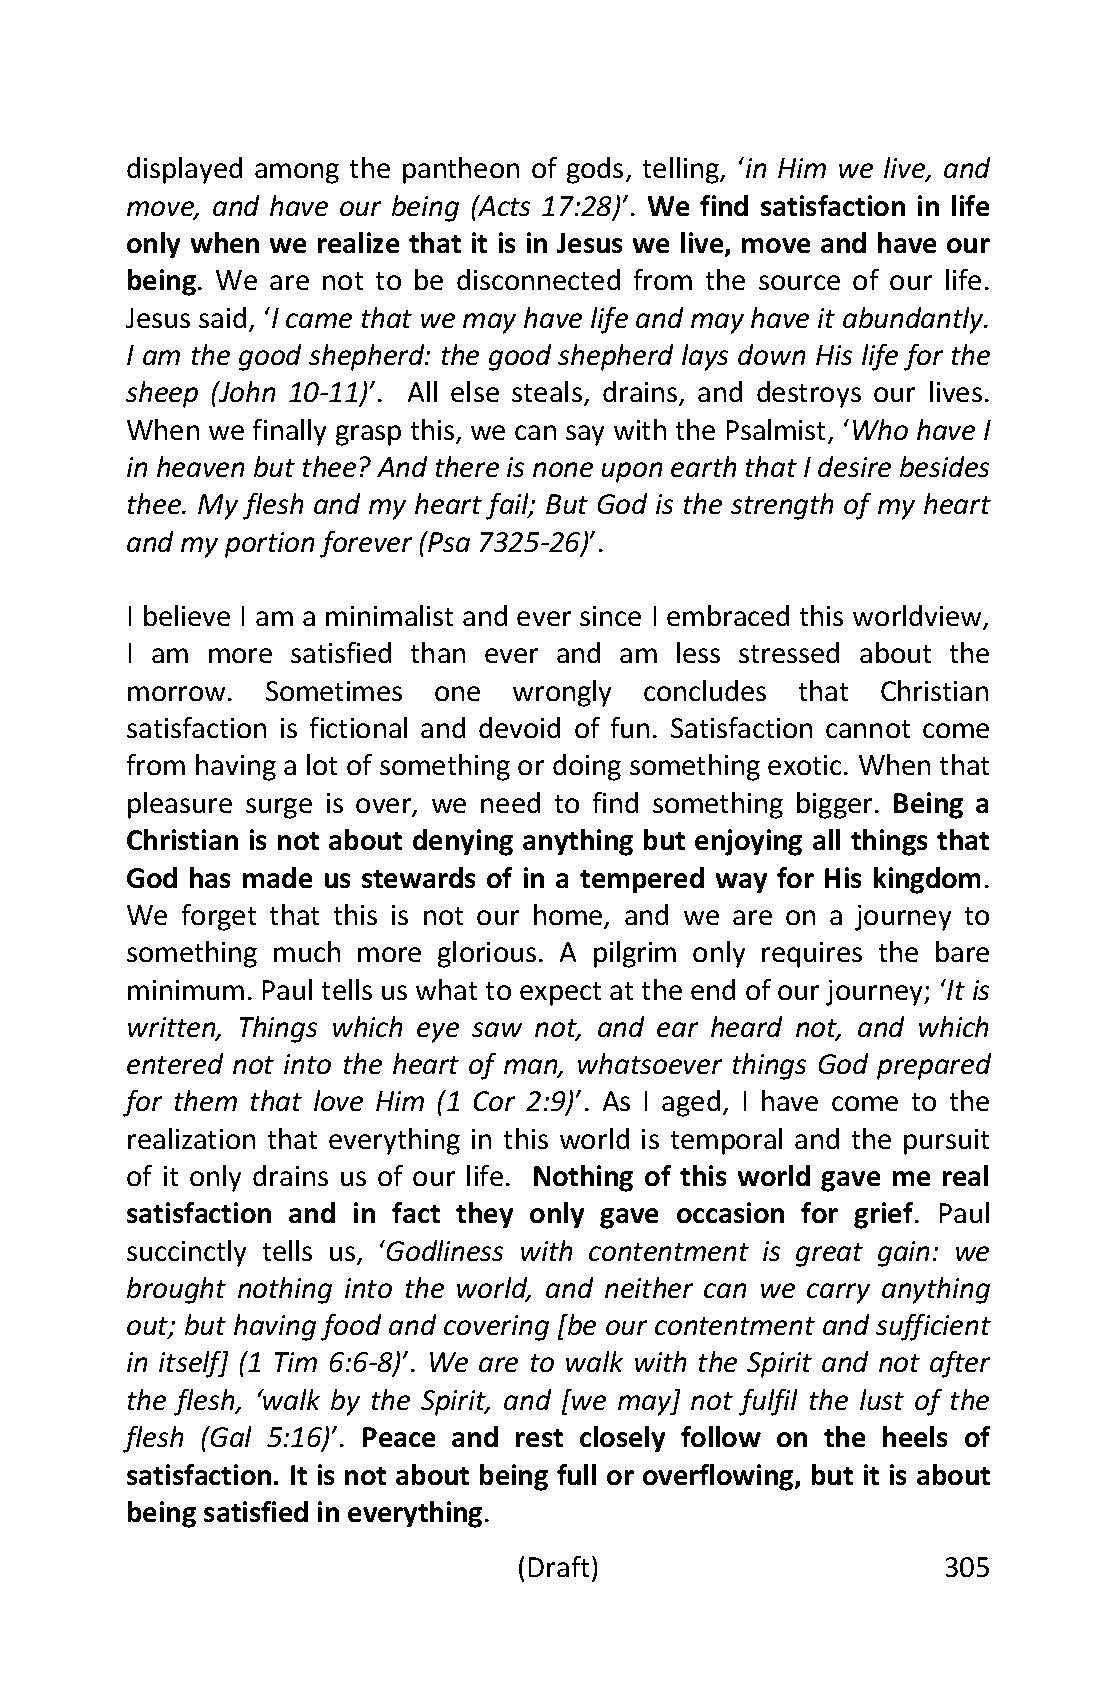 displayed among the pantheon of gods, telling, ‘in Him we live, and
move, and have our being (Acts 17:28)’. We find satisfaction in life
only when we realize that it is in Jesus we live, move and have our
being. We are not to be disconnected from the source of our life.
Jesus said, ‘I came that we may have life and may have it abundantly.
I am the good shepherd: the good shepherd lays down His life for the
sheep (John 10-11)’. All else steals, drains, and destroys our lives.
When we finally grasp this, we can say with the Psalmist, ‘Who have I
in heaven but thee? And there is none upon earth that I desire besides
thee. My flesh and my heart fail; But God is the strength of my heart
and my portion forever (Psa 7325-26)’.
I believe I am a minimalist and ever since I embraced this worldview,
I am more satisfied than ever and am less stressed about the
morrow. Sometimes one wrongly concludes that Christian
satisfaction is fictional and devoid of fun. Satisfaction cannot come
from having a lot of something or doing something exotic. When that
pleasure surge is over, we need to find something bigger. Being a
Christian is not about denying anything but enjoying all things that
God has made us stewards of in a tempered way for His kingdom.
We forget that this is not our home, and we are on a journey to
something much more glorious. A pilgrim only requires the bare
minimum. Paul tells us what to expect at the end of our journey; ‘It is
written, Things which eye saw not, and ear heard not, and which
entered not into the heart of man, whatsoever things God prepared
for them that love Him (1 Cor 2:9)’. As I aged, I have come to the
realization that everything in this world is temporal and the pursuit
of it only drains us of our life. Nothing of this world gave me real
satisfaction and in fact they only gave occasion for grief. Paul
succinctly tells us, ‘Godliness with contentment is great gain: we
brought nothing into the world, and neither can we carry anything
out; but having food and covering [be our contentment and sufficient
in itself] (1 Tim 6:6-8)’. We are to walk with the Spirit and not after
the flesh, ‘walk by the Spirit, and [we may] not fulfil the lust of the
flesh (Gal 5:16)’. Peace and rest closely follow on the heels of
satisfaction. It is not about being full or overflowing, but it is about
being satisfied in everything.
(Draft) 305